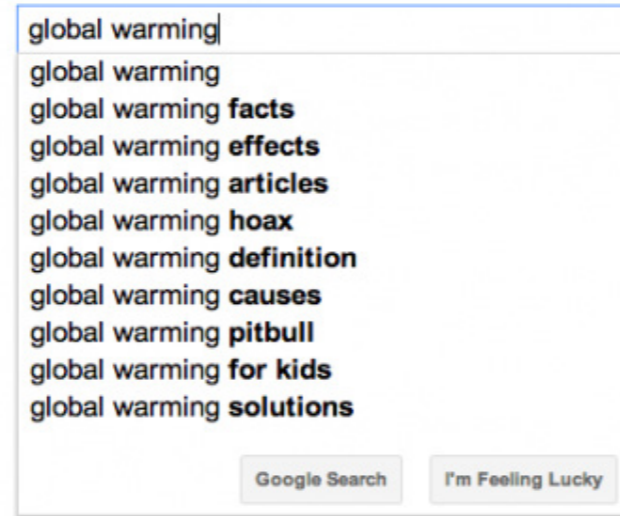 global warming
global warming
global warming facts
global warming effects
global warming articles
global warming hoax
global warming definition
global warming causes
global warming pitbull
global warming for kids
global warming solutions
Google Search I'm Feeling Lucky